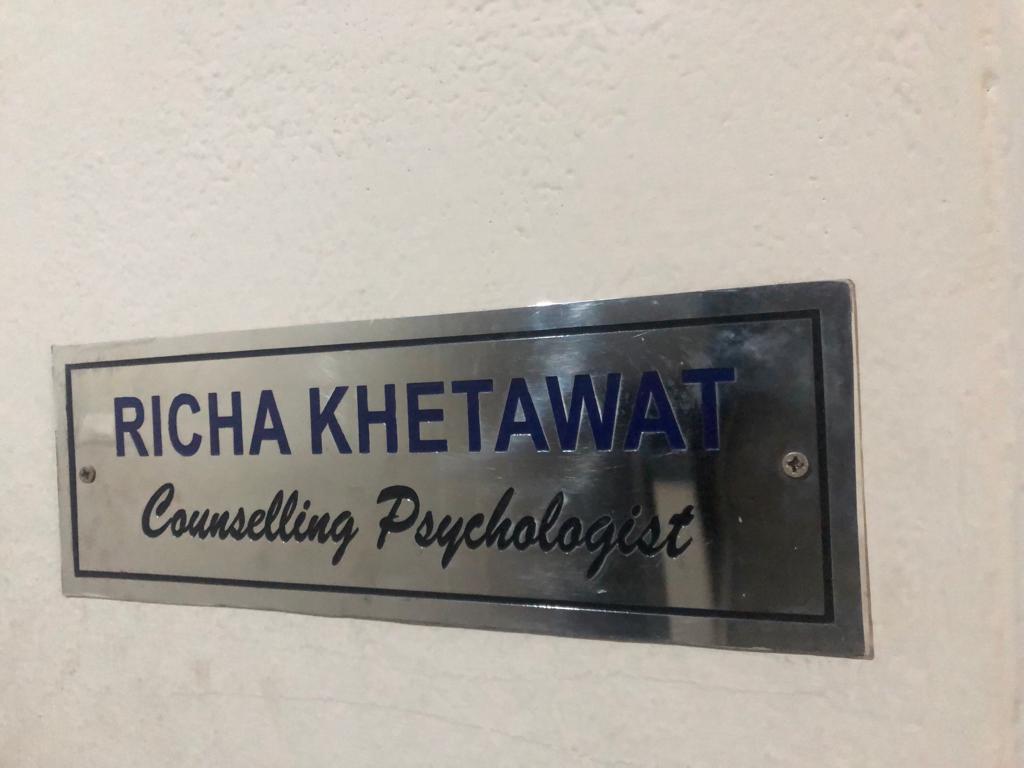 RICHA KHETAWAT
Counselling Psychologist